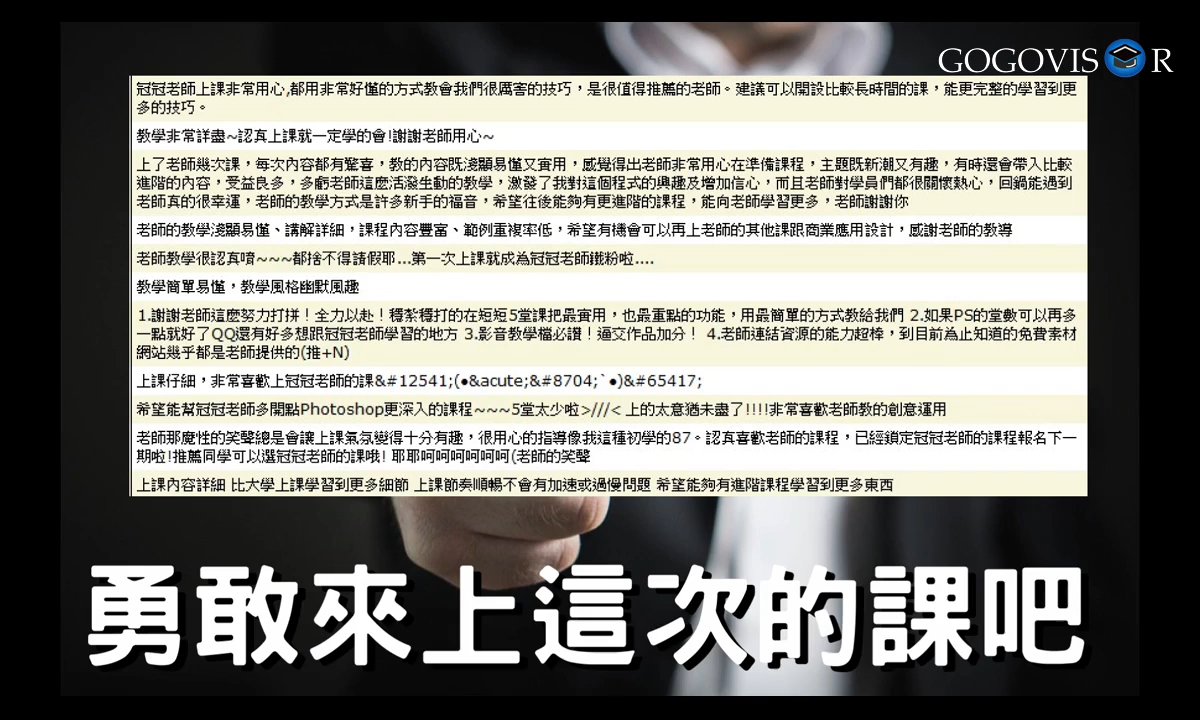 GOGOVISOR
冠冠老師上課非常用心,都用非常好懂的方式教會我們很厲害的技巧，是很值得推薦的老師。建議可以開設比較長時間的課，能更完整的學習到更
多的技巧。
教學非常詳盡~認真上課就一定學的會!謝謝老師用心~
上了老師幾次課，每次內容都有驚喜，教的內容既淺顯易懂又實用，感覺得出老師非常用心在準備課程，主題既新潮又有趣，有時還會帶入比較
進階的內容，受益良多，多虧老師這麼活潑生動的教學，激發了我對這個程式的興趣及增加信心，而且老師對學員們都很關懷熱心，回鍋能遇到
老師真的很幸運，老師的教學方式是許多新手的福音，希望往後能夠有更進階的課程，能向老師學習更多，老師謝謝你
老師的教學淺顯易懂、講解詳細，課程內容豐富、範例重複率低，希望有機會可以再上老師的其他課跟商業應用設計，感謝老師的教導
老師教學很認真唷~~~都捨不得請假耶...第一次上課就成為冠冠老師鐵粉啦....
教學簡單易懂，教學風格幽默風趣
1.謝謝老師這麼努力打拼！全力以赴！穩紮穩打的在短短5堂課把最實用，也最重點的功能，用最簡單的方式教給我們 2.如果PS的堂數可以再多
一點就好了QQ還有好多想跟冠冠老師學習的地方 3.影音教學檔必讚！逼交作品加分！ 4.老師連結資源的能力超棒，到目前為止知道的免費素材
網站幾乎都是老師提供的(推+N)
上課仔細，非常喜歡上冠冠老師的課&#12541;(●&acute;&#8704;`●)&#65417;
希望能幫冠冠老師多開點Photoshop更深入的課程~~~5堂太少啦>///< 上的太意猶未盡了!!!!非常喜歡老師教的創意運用
老師那魔性的笑聲總是會讓上課氣氛變得十分有趣，很用心的指導像我這種初學的87。認真喜歡老師的課程，已經鎖定冠冠老師的課程報名下一
期啦!推薦同學可以選冠冠老師的課哦! 耶耶呵呵呵呵呵呵(老師的笑聲
上課內容詳細 比大學上課學習到更多細節 上課節奏順暢不會有加速或過慢問題 希望能夠有進階課程學習到更多東西
勇敢來上這次的課吧